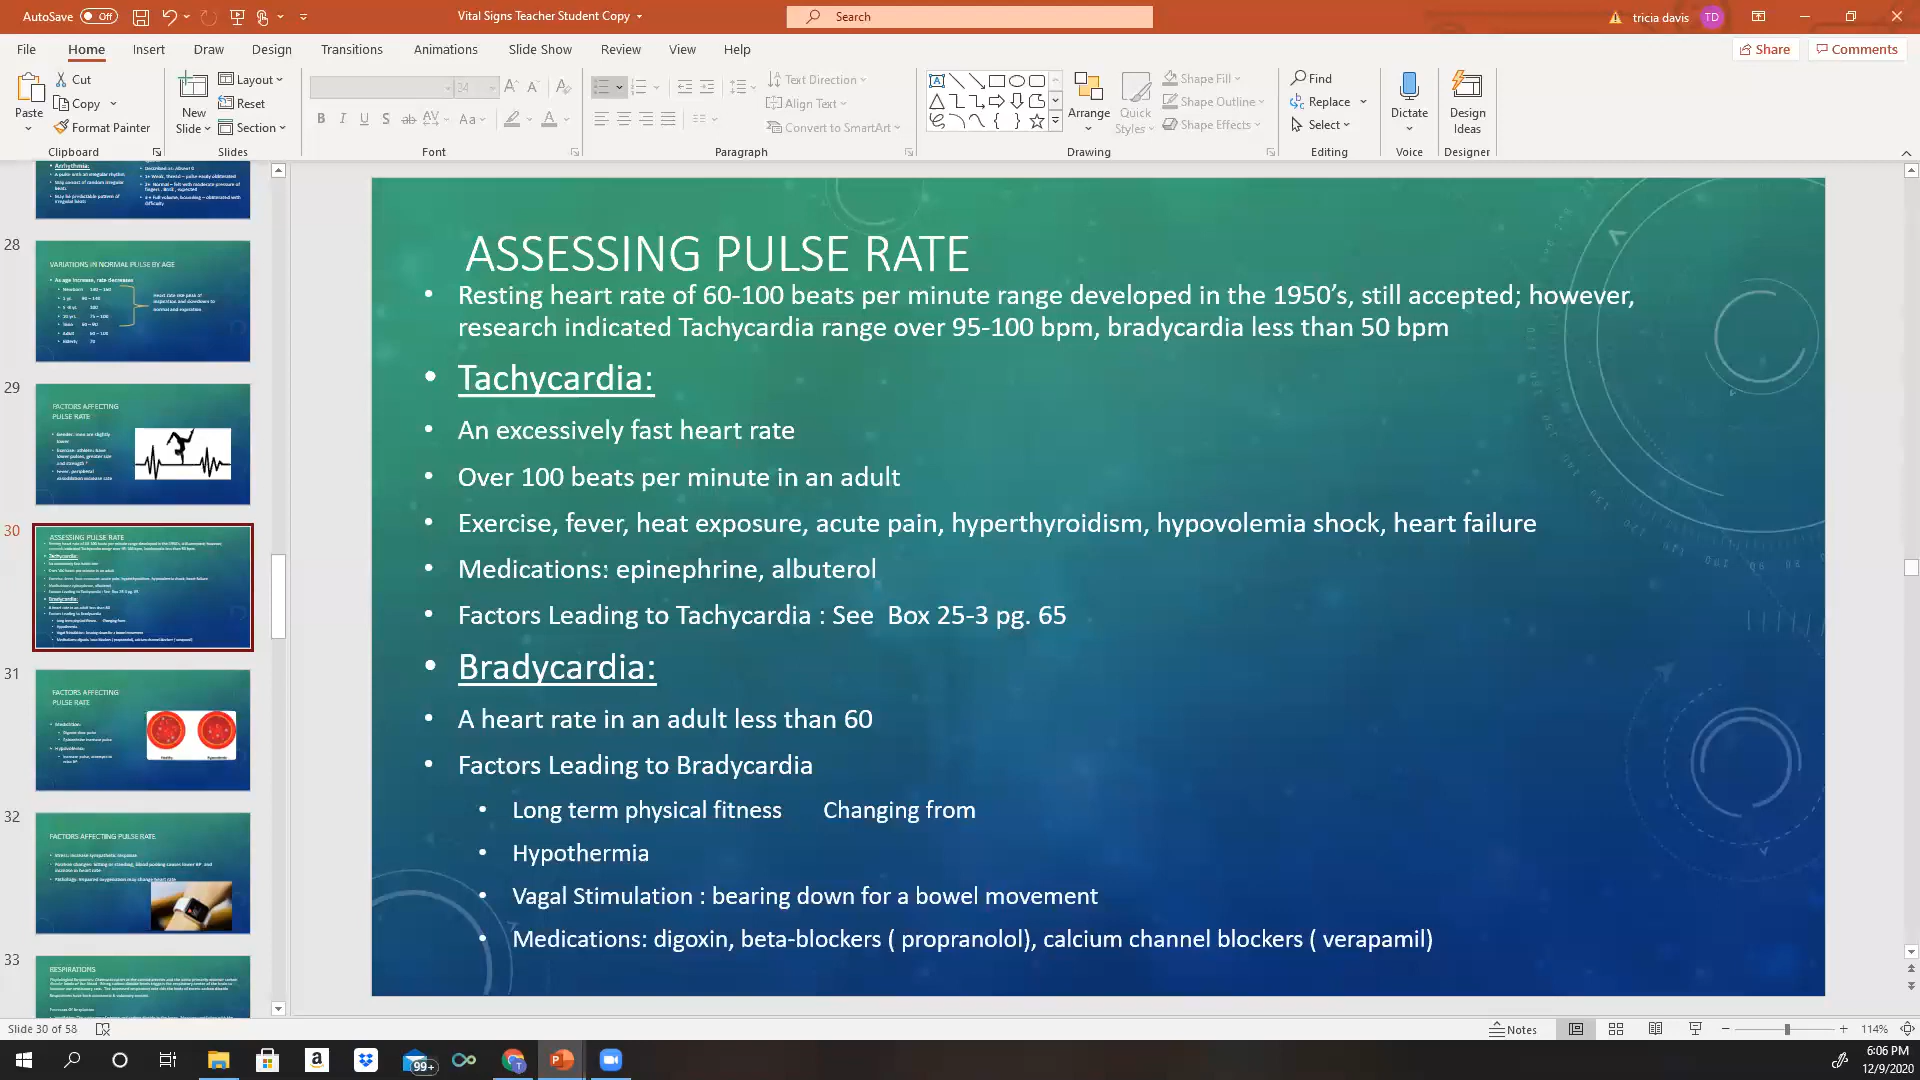 AutoSave Off
Vital Signs Teacher Student Copy
Search
tricia davis TD
File Home Insert Draw Design Transitions Animations Slide Show Review View Help
Share Comments
Paste
Cut
Copy
Format Painter
Clipboard
New Slide
Layout
Reset
Section
Slides
34
Font
Text Direction
Align Text
Convert to SmartArt
Paragraph
Arrange
Quick Styles
Shape Fill
Shape Outline
Shape Effects
Drawing
Find
Replace
Select
Editing
Dictate
Voice
Design Ideas
Designer
Arrhythmia:
28
VARIATIONS IN NORMAL PULSE BY AGE
29
FACTORS AFFECTING
PULSE RATE
30
ASSESSING PULSE RATE
31
FACTORS AFFECTING
PULSE RATE
32
FACTORS AFFECTING PULSE RATE
33
RESPIRATIONS
ASSESSING PULSE RATE
• Resting heart rate of 60-100 beats per minute range developed in the 1950’s, still accepted; however,
research indicated Tachycardia range over 95-100 bpm, bradycardia less than 50 bpm
• Tachycardia:
• An excessively fast heart rate
• Over 100 beats per minute in an adult
• Exercise, fever, heat exposure, acute pain, hyperthyroidism, hypovolemia shock, heart failure
• Medications: epinephrine, albuterol
• Factors Leading to Tachycardia : See Box 25-3 pg. 65
• Bradycardia:
• A heart rate in an adult less than 60
• Factors Leading to Bradycardia
• Long term physical fitness Changing from
• Hypothermia
• Vagal Stimulation : bearing down for a bowel movement
• Medications: digoxin, beta-blockers ( propranolol), calcium channel blockers ( verapamil)
Slide 30 of 58
Notes
114%
99+
6:06 PM
12/9/2020